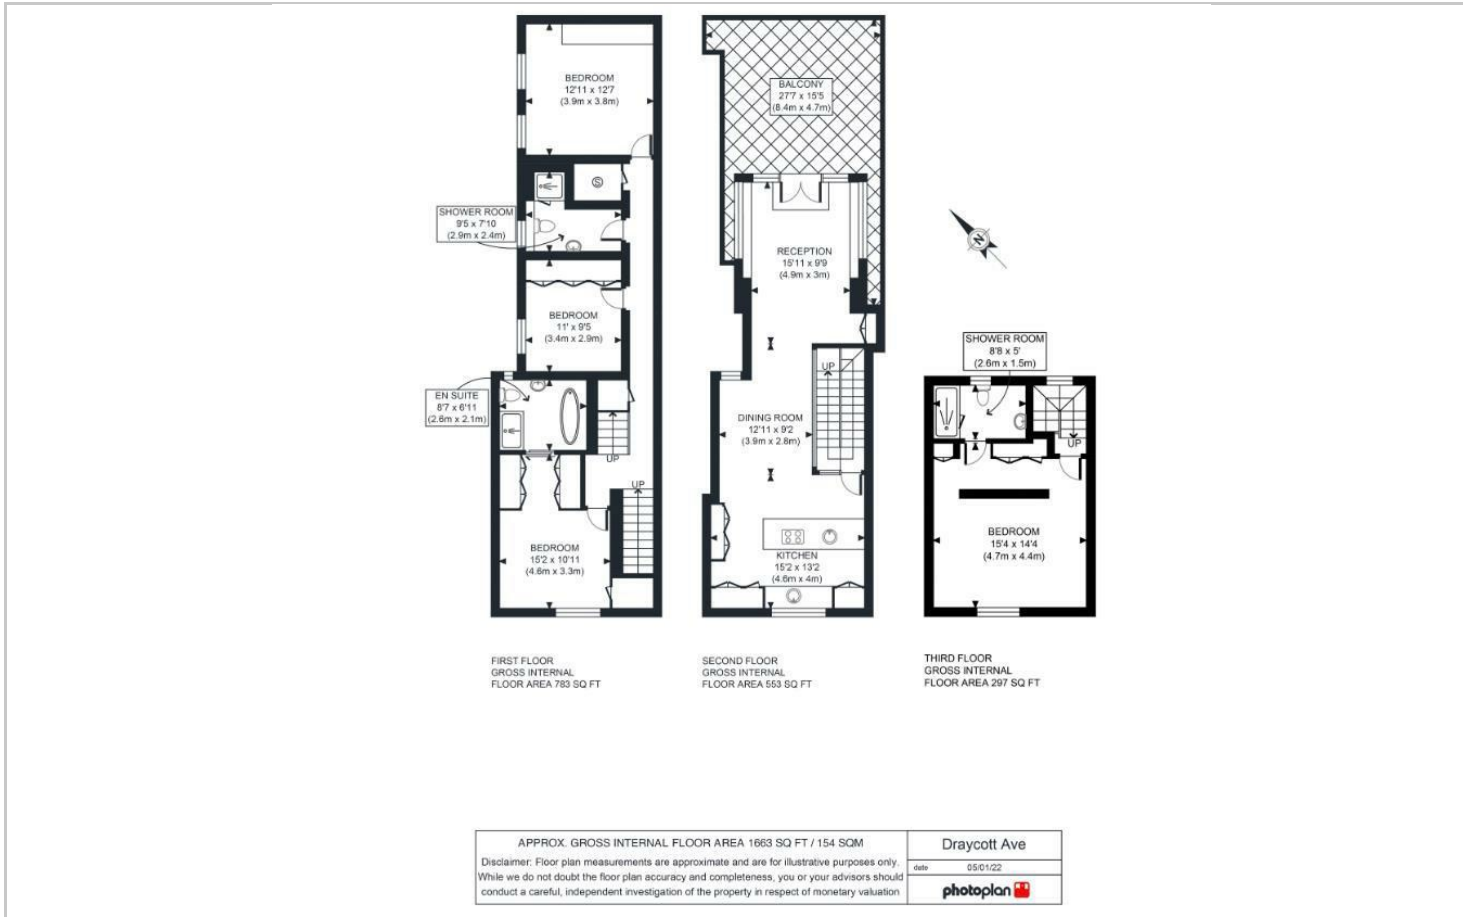 BEDROOM
12'11 x 12'7
(3.9m x 3.8m)
S
SHOWER ROOM
9'5 x 7'10
(2.9m x 2.4m)
BEDROOM
11' x 9'5
(3.4m x 2.9m)
EN SUITE
8'7 x 6'11
(2.6m x 2.1m)
UP
UP
BEDROOM
15'2 x 10'11
(4.6m x 3.3m)
FIRST FLOOR
GROSS INTERNAL
FLOOR AREA 783 SQ FT
BALCONY
27'7 x 15'5
(8.4m x 4.7m)
RECEPTION
15'11 x 9'9
(4.9m x 3m)
UP
DINING ROOM
12'11 x 9'2
(3.9m x 2.8m)
KITCHEN
15'2 x 13'2
(4.6m x 4m)
SECOND FLOOR
GROSS INTERNAL
FLOOR AREA 553 SQ FT
N
SHOWER ROOM
8'8 x 5'
(2.6m x 1.5m)
UP
BEDROOM
15'4 x 14'4
(4.7m x 4.4m)
THIRD FLOOR
GROSS INTERNAL
FLOOR AREA 297 SQ FT
APPROX. GROSS INTERNAL FLOOR AREA 1663 SQ FT / 154 SQM
Disclaimer: Floor plan measurements are approximate and are for illustrative purposes only.
While we do not doubt the floor plan accuracy and completeness, you or your advisors should
conduct a careful, independent investigation of the property in respect of monetary valuation
Draycott Ave
date 05/01/22
photoplan